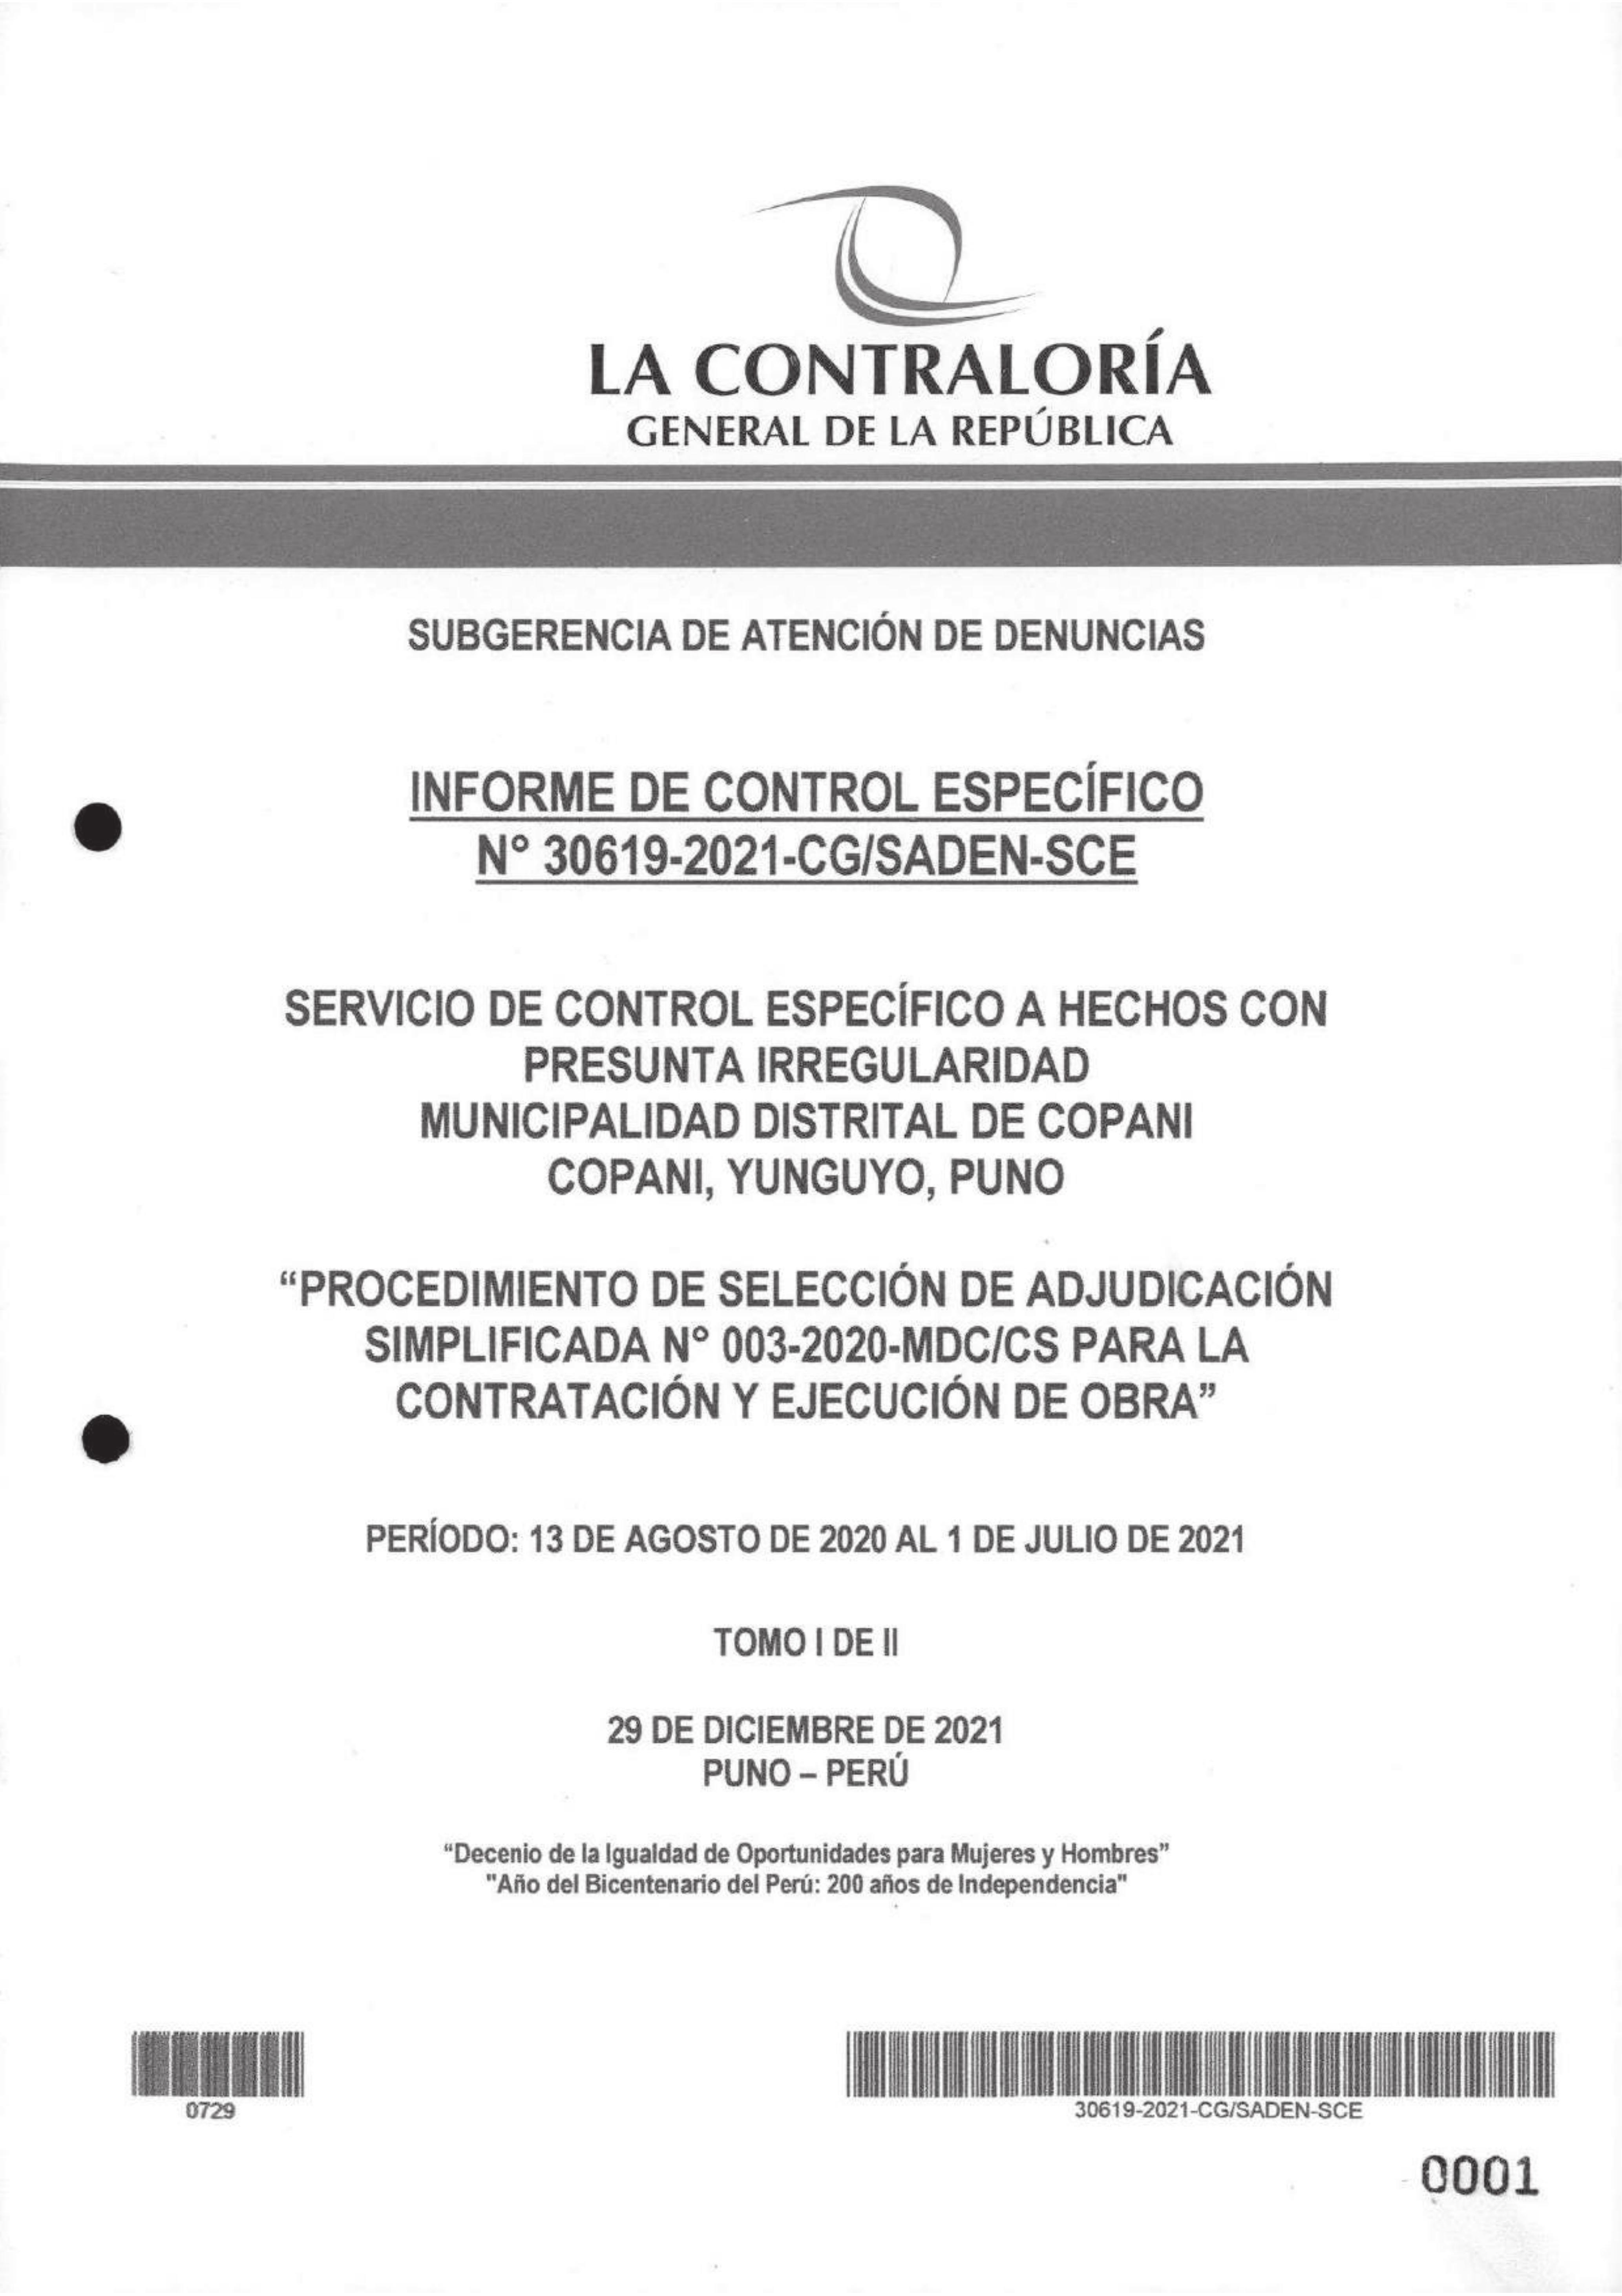 LA CONTRALORÍA
GENERAL DE LA REPÚBLICA
SUBGERENCIA DE ATENCIÓN DE DENUNCIAS
INFORME DE CONTROL ESPECÍFICO
N° 30619-2021-CG/SADEN-SCE
SERVICIO DE CONTROL ESPECÍFICO A HECHOS CON
PRESUNTA IRREGULARIDAD
MUNICIPALIDAD DISTRITAL DE COPANI
COPANI, YUNGUYO, PUNO
“PROCEDIMIENTO DE SELECCIÓN DE ADJUDICACIÓN
SIMPLIFICADA N° 003-2020-MDC/CS PARA LA
CONTRATACIÓN Y EJECUCIÓN DE OBRA”
PERÍODO: 13 DE AGOSTO DE 2020 AL 1 DE JULIO DE 2021
TOMO I DE II
29 DE DICIEMBRE DE 2021
PUNO – PERÚ
“Decenio de la Igualdad de Oportunidades para Mujeres y Hombres”
"Año del Bicentenario del Perú: 200 años de Independencia"
0729
30619-2021-CG/SADEN-SCE
0001